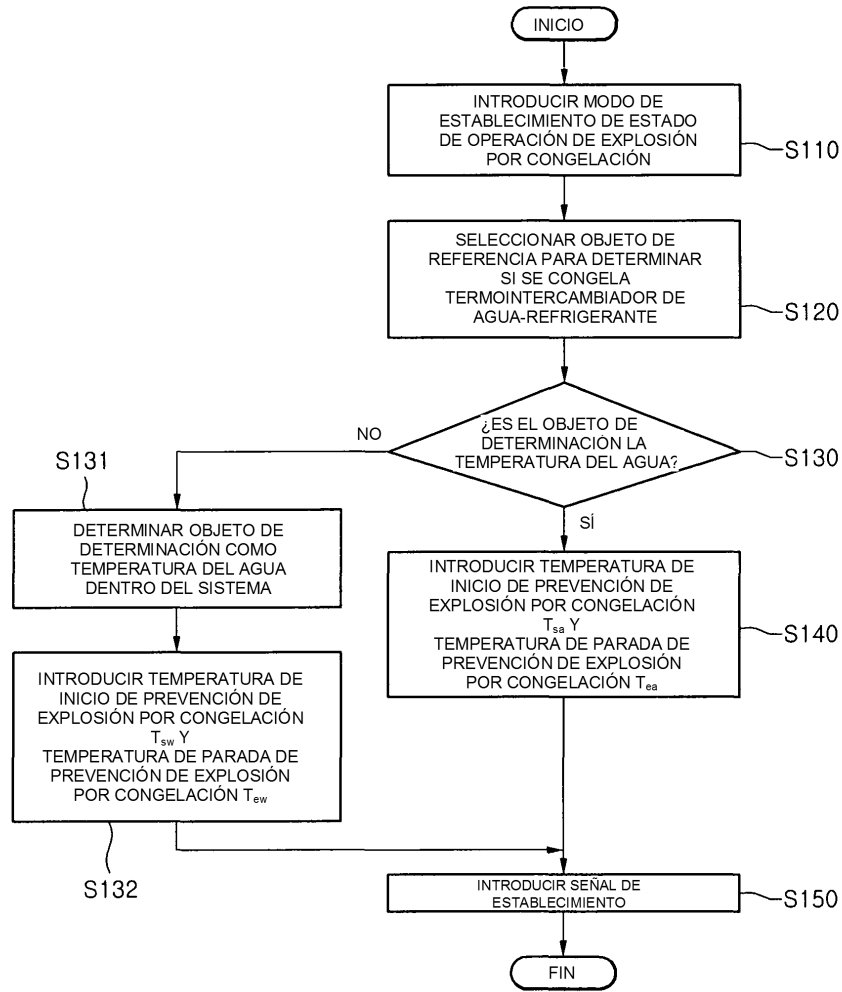 INICIO
INTRODUCIR MODO DE
ESTABLECIMIENTO DE ESTADO
DE OPERACIÓN DE EXPLOSIÓN
POR CONGELACIÓN
S110
SELECCIONAR OBJETO DE
REFERENCIA PARA DETERMINAR
SI SE CONGELA
TERMOINTERCAMBIADOR DE
AGUA-REFRIGERANTE
S120
¿ES EL OBJETO DE
DETERMINACIÓN LA
TEMPERATURA DEL AGUA?
S130
NO
SÍ
S131
DETERMINAR OBJETO DE
DETERMINACIÓN COMO
TEMPERATURA DEL AGUA
DENTRO DEL SISTEMA
INTRODUCIR TEMPERATURA DE
INICIO DE PREVENCIÓN DE
EXPLOSIÓN POR CONGELACIÓN
Tsw Y
TEMPERATURA DE PARADA DE
PREVENCIÓN DE EXPLOSIÓN
POR CONGELACIÓN Tew
S132
INTRODUCIR TEMPERATURA DE
INICIO DE PREVENCIÓN DE
EXPLOSIÓN POR CONGELACIÓN
Tsa Y
TEMPERATURA DE PARADA DE
PREVENCIÓN DE EXPLOSIÓN
POR CONGELACIÓN Tea
S140
INTRODUCIR SEÑAL DE
ESTABLECIMIENTO
S150
FIN